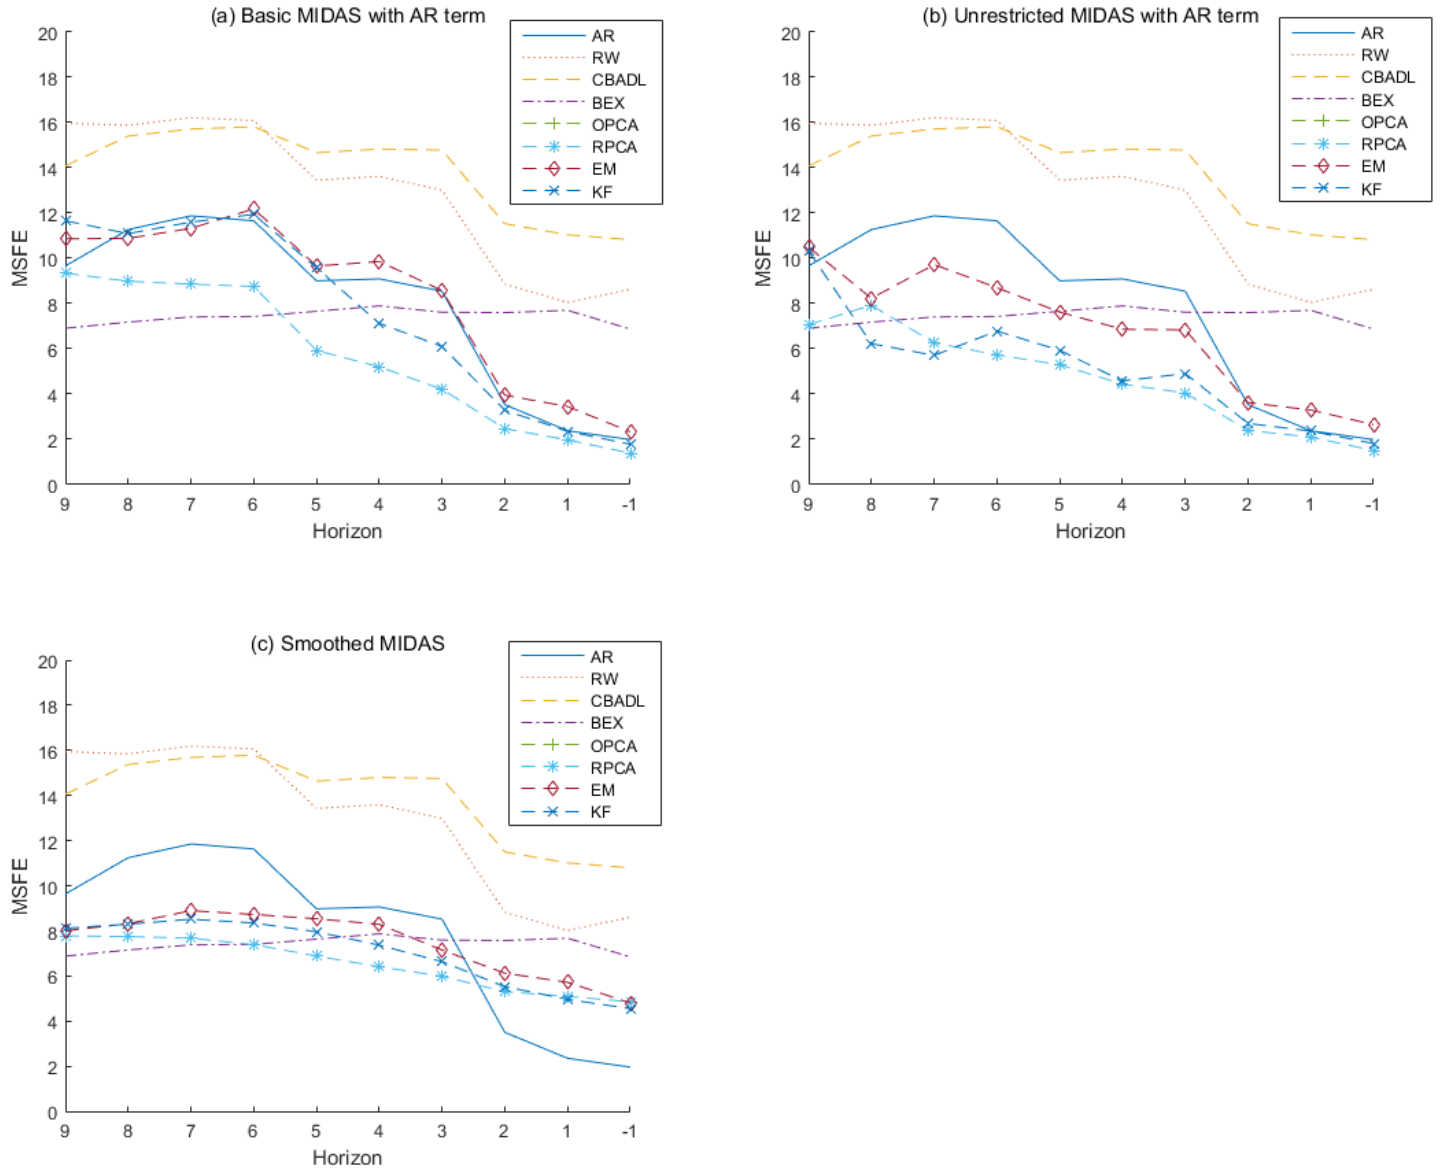 (a) Basic MIDAS with AR term
AR
RW
CBADL
BEX
OPCA
RPCA
EM
KF
MSFE
20
18
16
14
12
10
8
6
4
2
0
9 8 7 6 5 4 3 2 1 -1
Horizon
(b) Unrestricted MIDAS with AR term
AR
RW
CBADL
BEX
OPCA
RPCA
EM
KF
MSFE
20
18
16
14
12
10
8
6
4
2
0
9 8 7 6 5 4 3 2 1 -1
Horizon
(c) Smoothed MIDAS
AR
RW
CBADL
BEX
OPCA
RPCA
EM
KF
MSFE
20
18
16
14
12
10
8
6
4
2
0
9 8 7 6 5 4 3 2 1 -1
Horizon